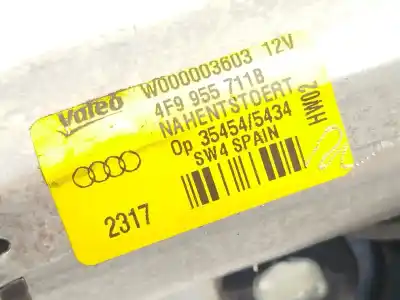 Valeo W000003603 12V
4F9 955 711B
NAHENTSTOERT
Op 35454/5434
SW4 SPAIN
HW02
2317